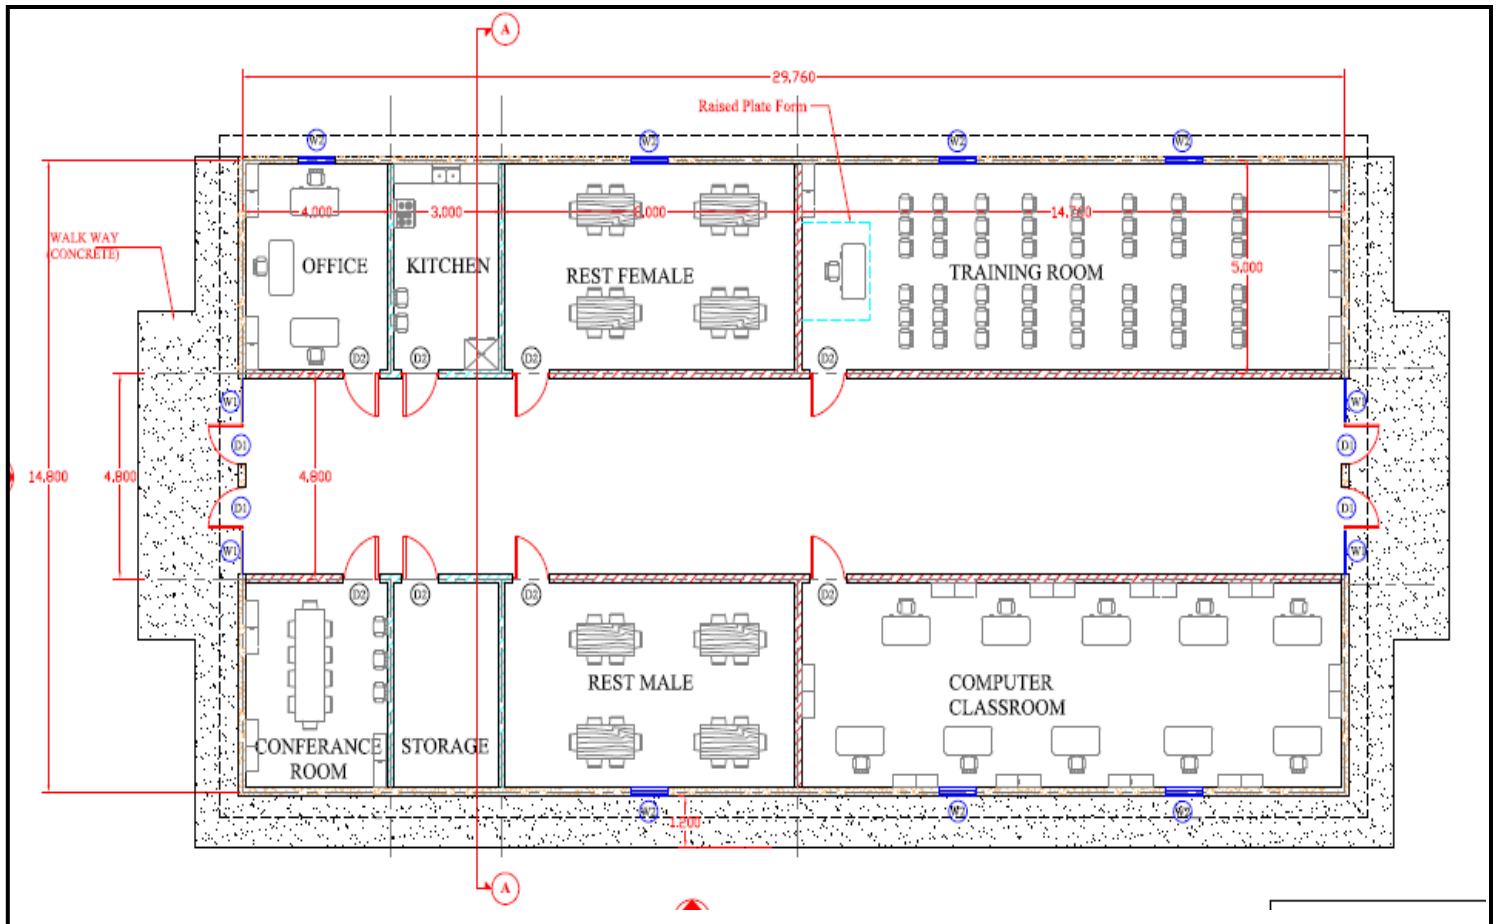 A
29.760
Raised Plate Form
W2
W2
W2
W2
4.000
3.000
8.000
14.760
WALK WAY
(CONCRETE)
OFFICE
KITCHEN
REST FEMALE
TRAINING ROOM
5.000
D2
D2
D2
D2
W1
W1
D1
D1
14.800
4.800
4.800
D1
D1
W1
W1
D2
D2
D2
D2
REST MALE
COMPUTER
CLASSROOM
CONFERANCE
ROOM
STORAGE
W2
W2
W2
1.200
A